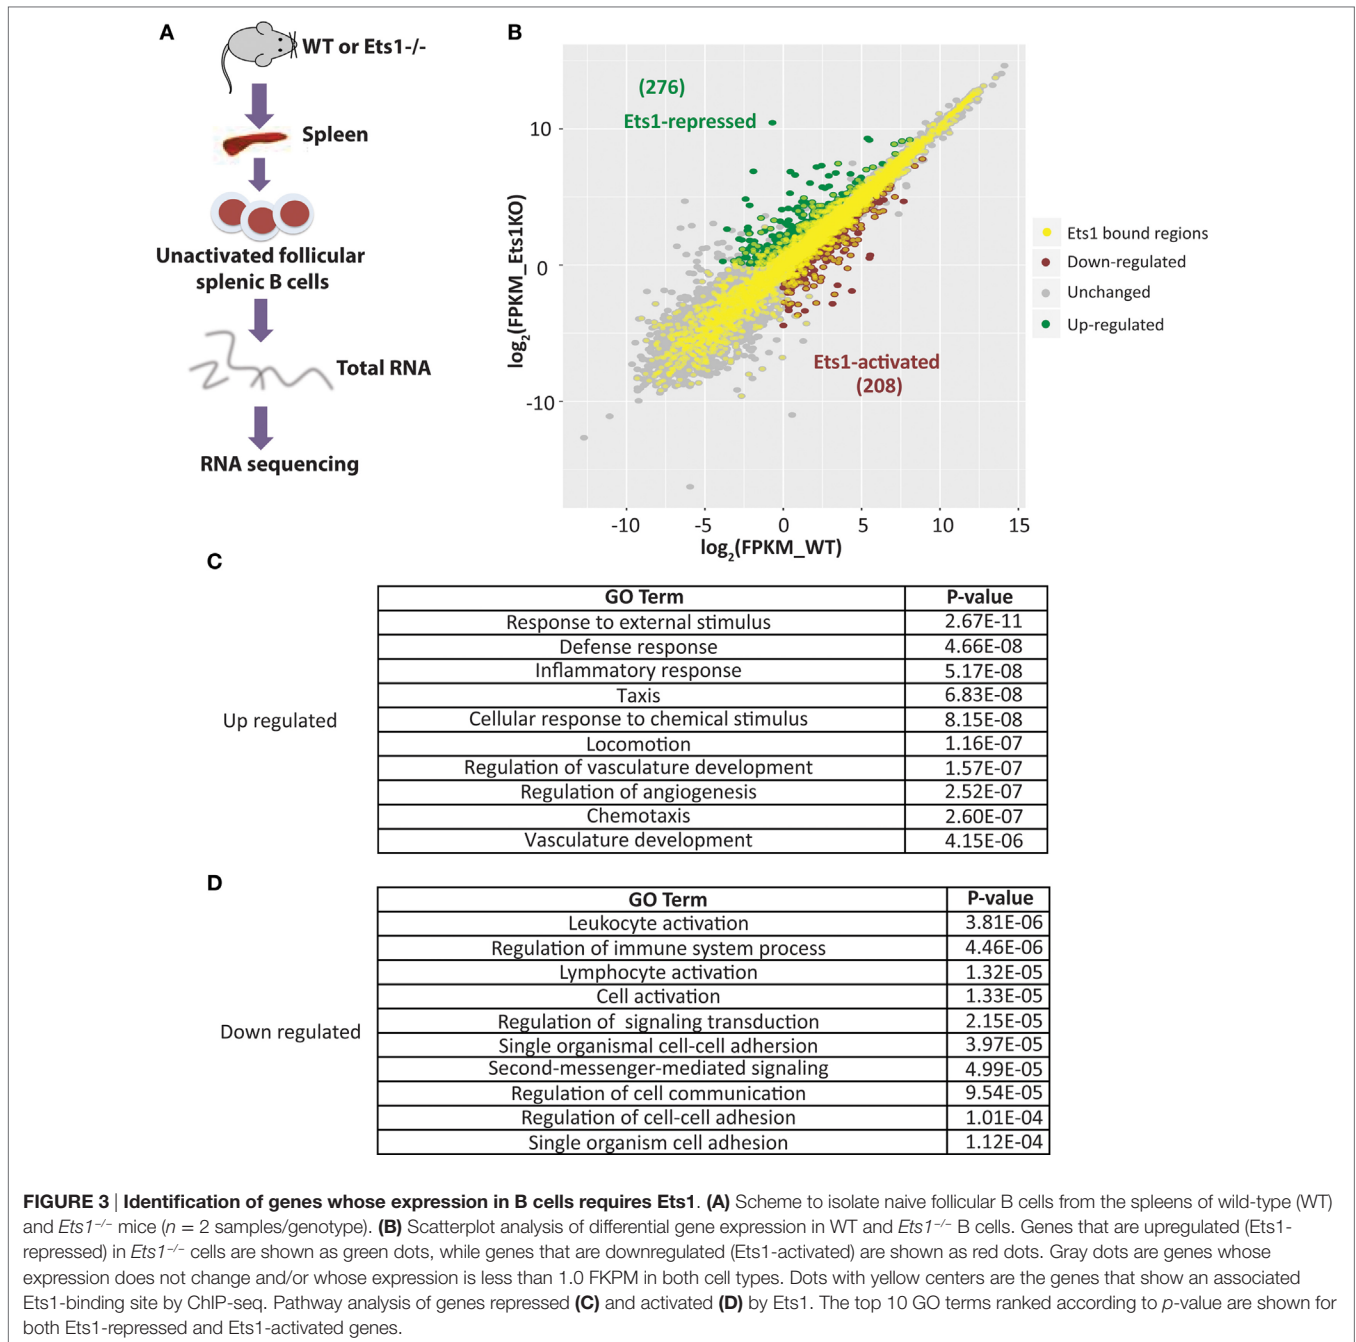 A
WT or Ets1-/-
Spleen
Unactivated follicular
splenic B cells
Total RNA
RNA sequencing
B
(276)
Ets1-repressed
Ets1-activated
(208)
10
0
-10
log2(FPKM_Ets1KO)
-10 -5 0 5 10 15
log2(FPKM_WT)
Ets1 bound regions
Down-regulated
Unchanged
Up-regulated
C
Up regulated
GO Term P-value
Response to external stimulus 2.67E-11
Defense response 4.66E-08
Inflammatory response 5.17E-08
Taxis 6.83E-08
Cellular response to chemical stimulus 8.15E-08
Locomotion 1.16E-07
Regulation of vasculature development 1.57E-07
Regulation of angiogenesis 2.52E-07
Chemotaxis 2.60E-07
Vasculature development 4.15E-06
D
Down regulated
GO Term P-value
Leukocyte activation 3.81E-06
Regulation of immune system process 4.46E-06
Lymphocyte activation 1.32E-05
Cell activation 1.33E-05
Regulation of signaling transduction 2.15E-05
Single organismal cell-cell adhersion 3.97E-05
Second-messenger-mediated signaling 4.99E-05
Regulation of cell communication 9.54E-05
Regulation of cell-cell adhesion 1.01E-04
Single organism cell adhesion 1.12E-04
FIGURE 3 | Identification of genes whose expression in B cells requires Ets1. (A) Scheme to isolate naive follicular B cells from the spleens of wild-type (WT)
and Ets1−/− mice (n = 2 samples/genotype). (B) Scatterplot analysis of differential gene expression in WT and Ets1−/− B cells. Genes that are upregulated (Ets1-
repressed) in Ets1−/− cells are shown as green dots, while genes that are downregulated (Ets1-activated) are shown as red dots. Gray dots are genes whose
expression does not change and/or whose expression is less than 1.0 FKPM in both cell types. Dots with yellow centers are the genes that show an associated
Ets1-binding site by ChIP-seq. Pathway analysis of genes repressed (C) and activated (D) by Ets1. The top 10 GO terms ranked according to p-value are shown for
both Ets1-repressed and Ets1-activated genes.